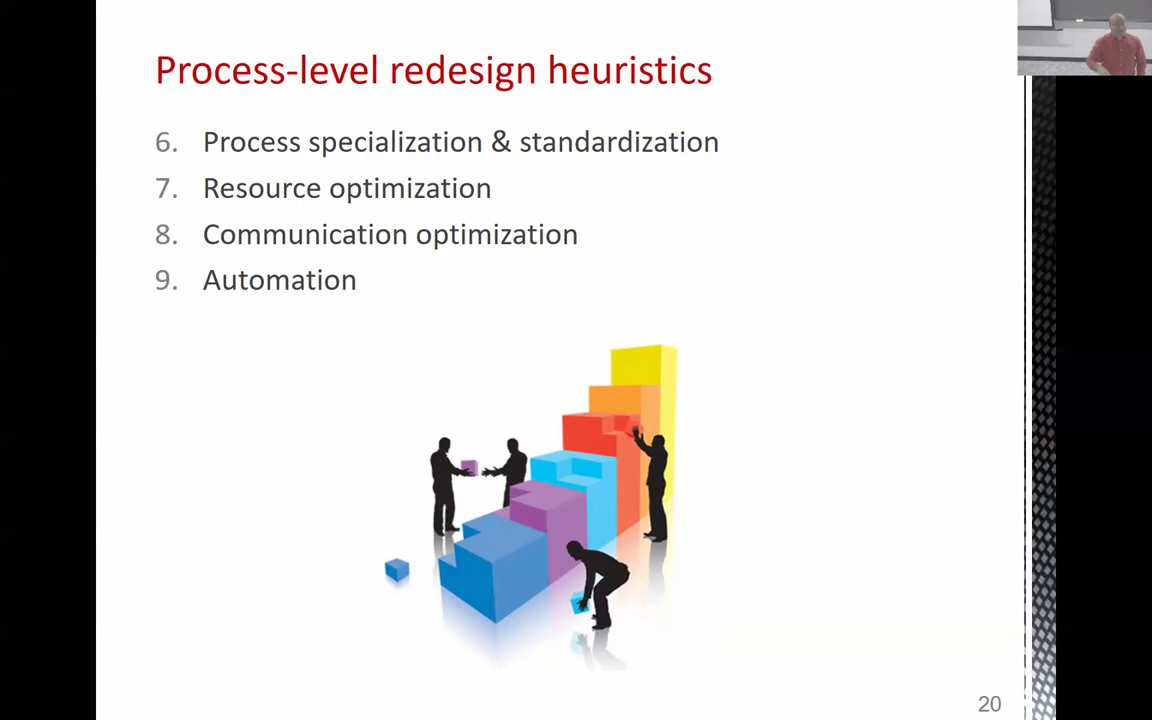 Process-level redesign heuristics
6. Process specialization & standardization
7. Resource optimization
8. Communication optimization
9. Automation
20